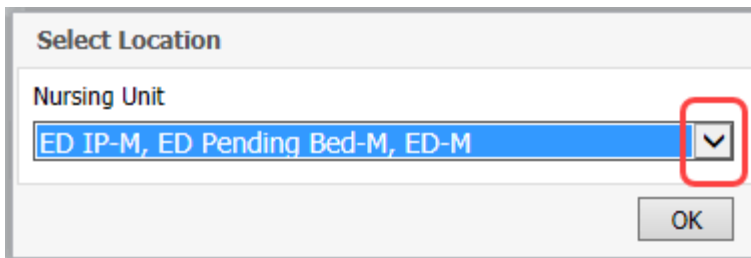 Select Location
Nursing Unit
ED IP-M, ED Pending Bed-M, ED-M
OK